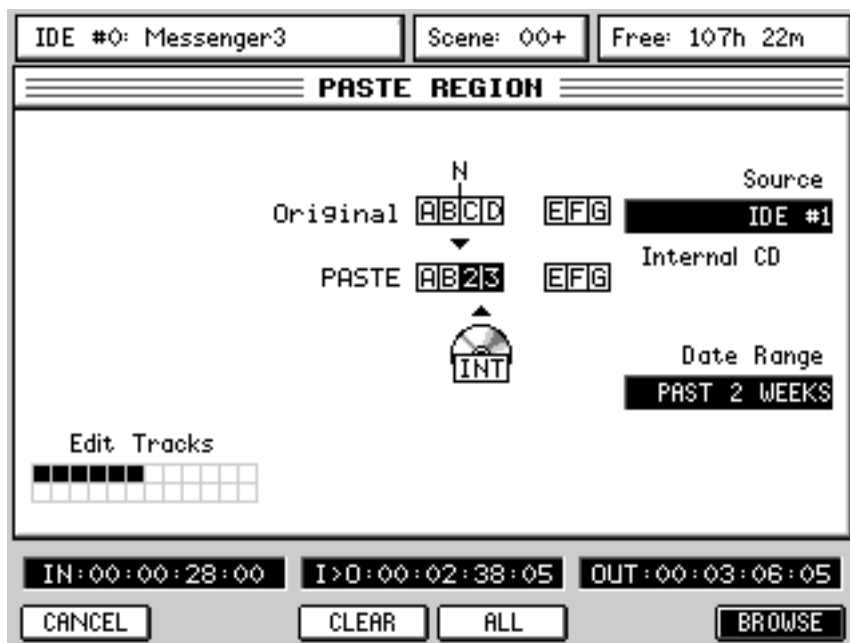 IDE #0: Messenger3
Scene: 00+
Free: 107h 22m
PASTE REGION
N
Original ABCD EFG
PASTE AB23 EFG
INT
Source
IDE #1
Internal CD
Date Range
PAST 2 WEEKS
Edit Tracks
IN:00:00:28:00
I>O:00:02:38:05
OUT:00:03:06:05
CANCEL
CLEAR
ALL
BROWSE